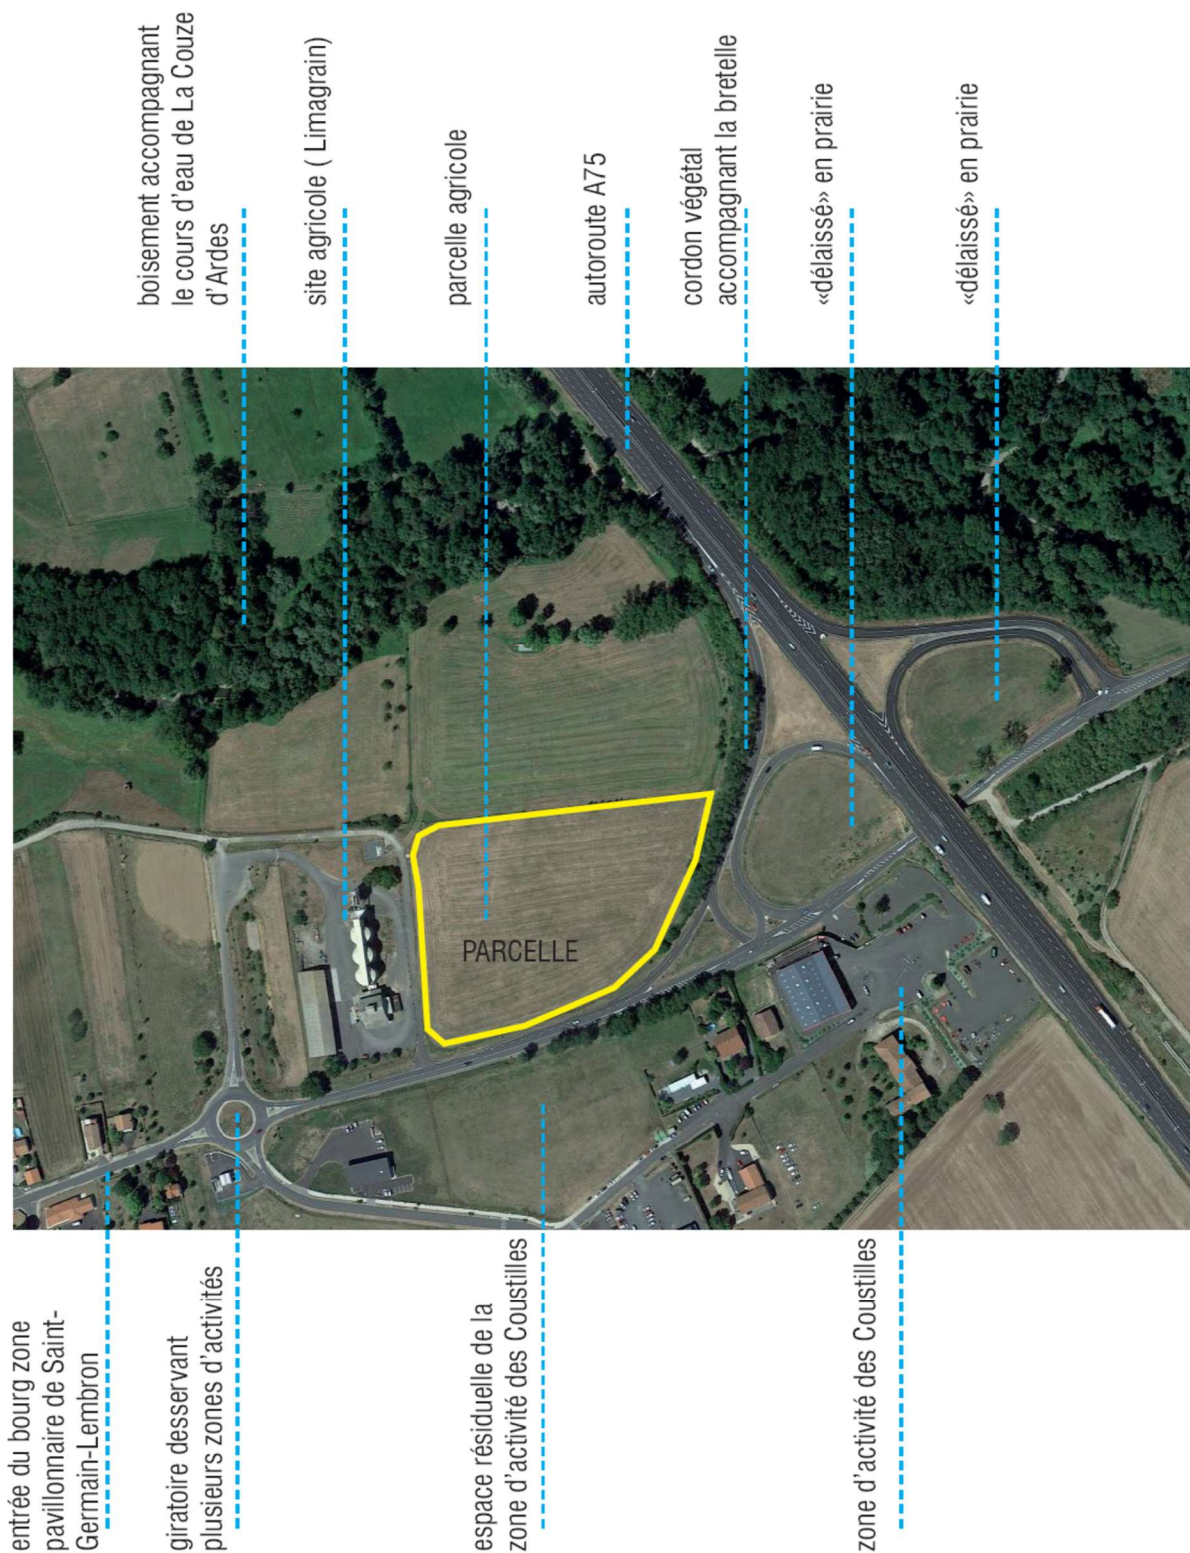 boisement accompagnant
le cours d'eau de La Couze
d'Ardes
site agricole ( Limagrain)
parcelle agricole
autoroute A75
cordon végétal
accompagnant la bretelle
«délaissé» en prairie
«délaissé» en prairie
PARCELLE
entrée du bourg zone
pavillonnaire de Saint-
Germain-Lembron
giratoire desservant
plusieurs zones d'activités
espace résiduelle de la
zone d'activité des Coustilles
zone d'activité des Coustilles